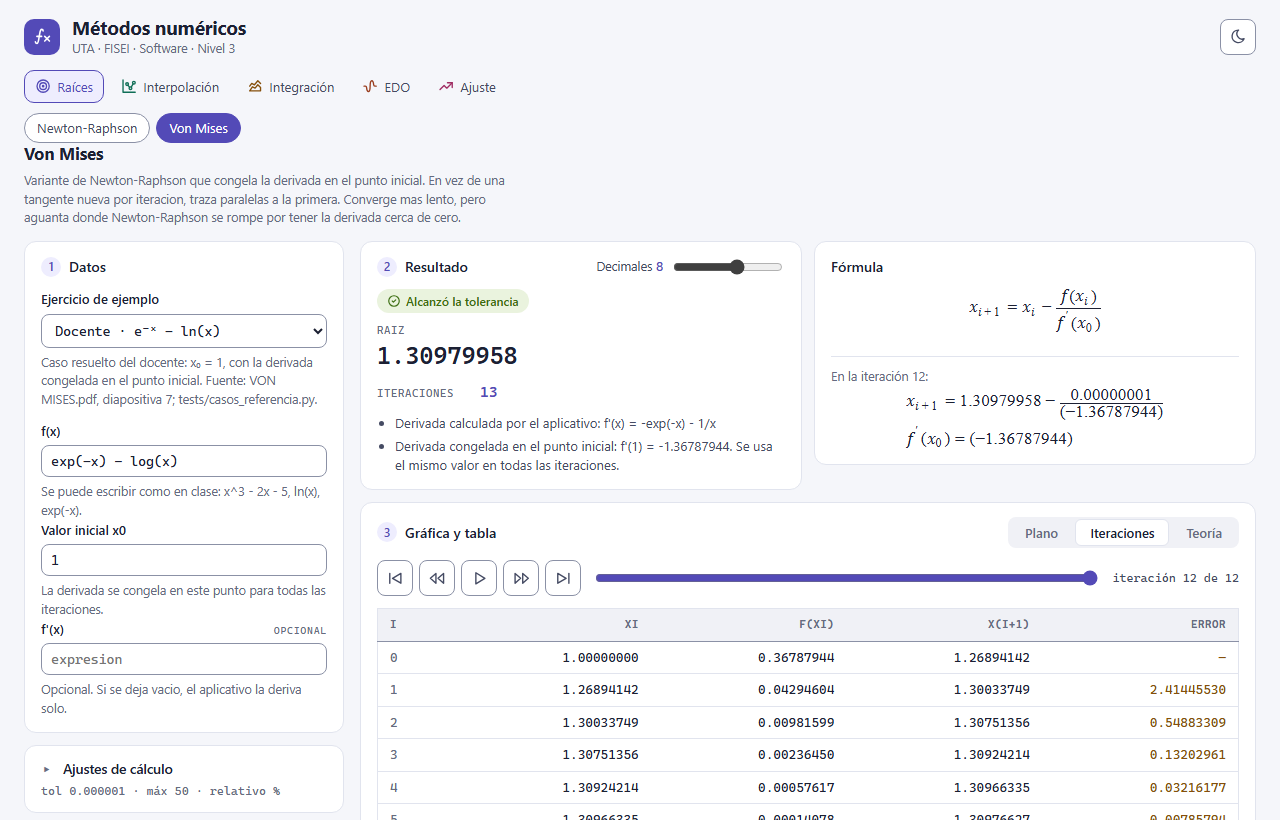 fx
Métodos numéricos
UTA · FISEI · Software · Nivel 3
Raíces
Interpolación
Integración
EDO
Ajuste
Newton-Raphson
Von Mises
Von Mises
Variante de Newton-Raphson que congela la derivada en el punto inicial. En vez de una
tangente nueva por iteracion, traza paralelas a la primera. Converge mas lento, pero
aguanta donde Newton-Raphson se rompe por tener la derivada cerca de cero.
1 Datos
Ejercicio de ejemplo
Docente · e⁻ˣ − ln(x)
Caso resuelto del docente: x₀ = 1, con la derivada
congelada en el punto inicial. Fuente: VON
MISES.pdf, diapositiva 7; tests/casos_referencia.py.
f(x)
exp(−x) − log(x)
Se puede escribir como en clase: x^3 - 2x - 5, ln(x),
exp(-x).
Valor inicial x0
1
La derivada se congela en este punto para todas las
iteraciones.
f'(x) OPCIONAL
expresion
Opcional. Si se deja vacio, el aplicativo la deriva
solo.
▸ Ajustes de cálculo
tol 0.000001 · máx 50 · relativo %
2 Resultado
Decimales 8
Alcanzó la tolerancia
RAIZ
1.30979958
ITERACIONES 13
• Derivada calculada por el aplicativo: f'(x) = -exp(-x) - 1/x
• Derivada congelada en el punto inicial: f'(1) = -1.36787944. Se usa
el mismo valor en todas las iteraciones.
Fórmula
x_{i+1} = x_i − f(x_i) / f′(x_0)
En la iteración 12:
x_{i+1} = 1.30979958 − 0.00000001 / (−1.36787944)
f′(x_0) = (−1.36787944)
3 Gráfica y tabla
Plano
Iteraciones
Teoría
iteración 12 de 12
I XI F(XI) X(I+1) ERROR
0 1.00000000 0.36787944 1.26894142 —
1 1.26894142 0.04294604 1.30033749 2.41445530
2 1.30033749 0.00981599 1.30751356 0.54883309
3 1.30751356 0.00236450 1.30924214 0.13202961
4 1.30924214 0.00057617 1.30966335 0.03216177
5 1.30966335 0.00014078 1.30976627 0.00785794